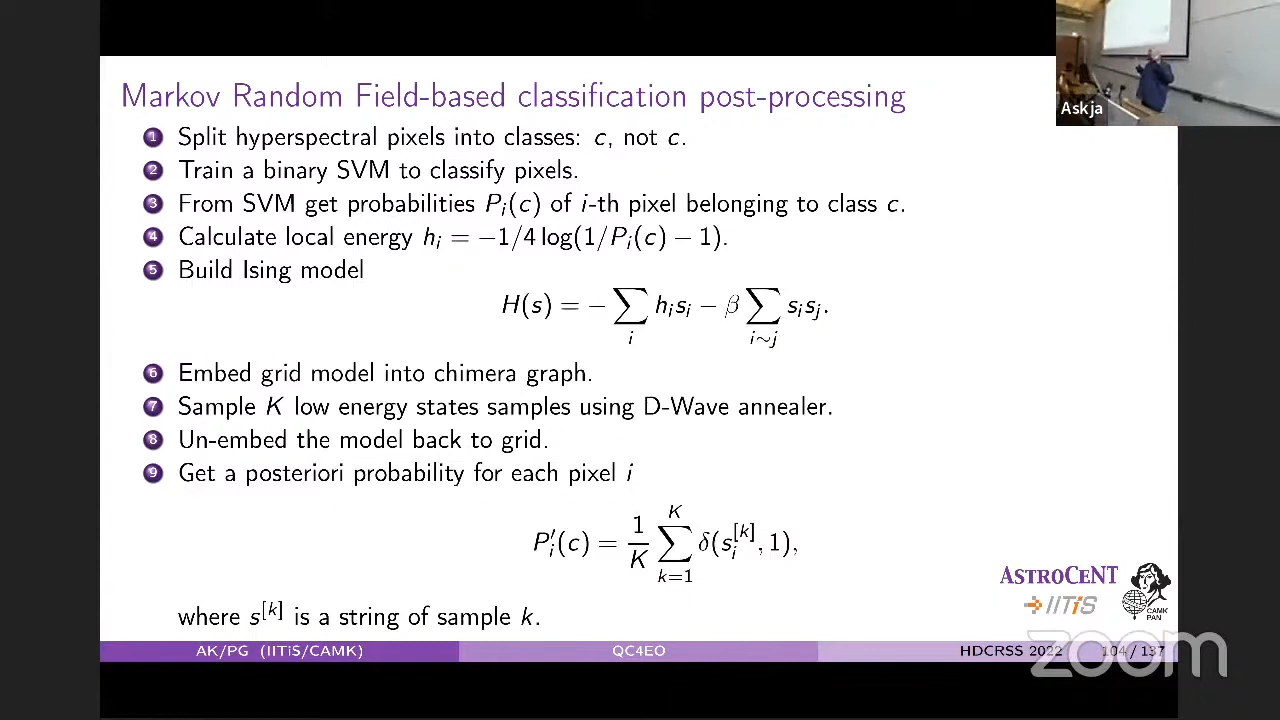 Askja
Markov Random Field-based classification post-processing
1 Split hyperspectral pixels into classes: c, not c.
2 Train a binary SVM to classify pixels.
3 From SVM get probabilities P_i(c) of i-th pixel belonging to class c.
4 Calculate local energy h_i = −1/4 log(1/P_i(c) − 1).
5 Build Ising model
H(s) = − ∑_i h_i s_i − β ∑_{i∼j} s_i s_j.
6 Embed grid model into chimera graph.
7 Sample K low energy states samples using D-Wave annealer.
8 Un-embed the model back to grid.
9 Get a posteriori probability for each pixel i
P′_i(c) = 1/K ∑_{k=1}^{K} δ(s_i^{[k]}, 1),
where s^{[k]} is a string of sample k.
ASTROCENT
IITiS
CAMK
PAN
AK/PG (IITiS/CAMK) QC4EO HDCRSS 2022 104 / 137
zoom